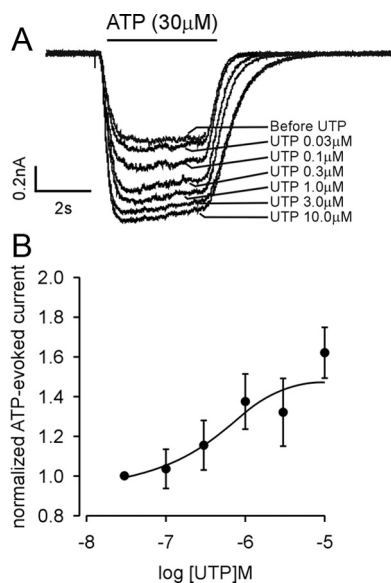 A
ATP (30μM)
Before UTP
UTP 0.03μM
UTP 0.1μM
UTP 0.3μM
UTP 1.0μM
UTP 3.0μM
UTP 10.0μM
0.2nA
2s
B
normalized ATP-evoked current
2.0
1.8
1.6
1.4
1.2
1.0
0.8
-8
-7
-6
-5
log [UTP]M